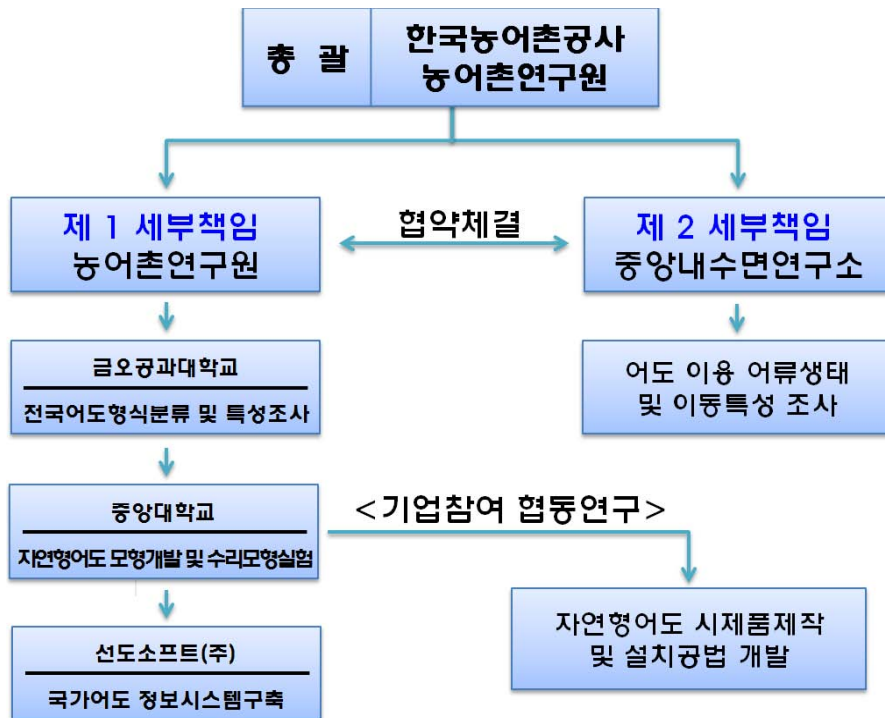 총 괄
한국농어촌공사
농어촌연구원
제 1 세부책임
농어촌연구원
협약체결
제 2 세부책임
중앙내수면연구소
금오공과대학교
전국어도형식분류 및 특성조사
어도 이용 어류생태
및 이동특성 조사
중앙대학교
자연형어도 모형개발 및 수리모형실험
<기업참여 협동연구>
자연형어도 시제품제작
및 설치공법 개발
선도소프트(주)
국가어도 정보시스템구축